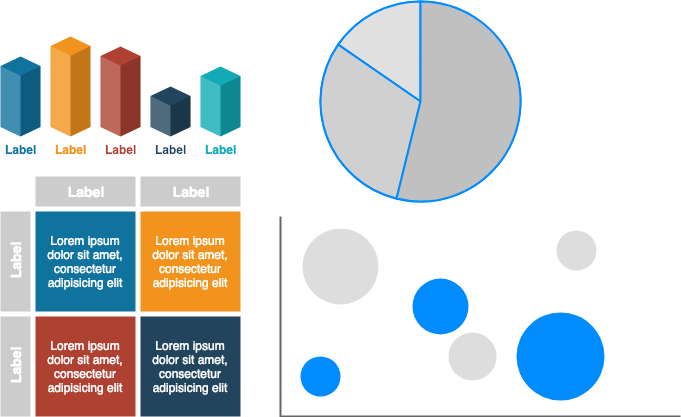 Label Label Label Label Label
Label Label
Label
Lorem ipsum
dolor sit amet,
consectetur
adipisicing elit
Lorem ipsum
dolor sit amet,
consectetur
adipisicing elit
Label
Lorem ipsum
dolor sit amet,
consectetur
adipisicing elit
Lorem ipsum
dolor sit amet,
consectetur
adipisicing elit